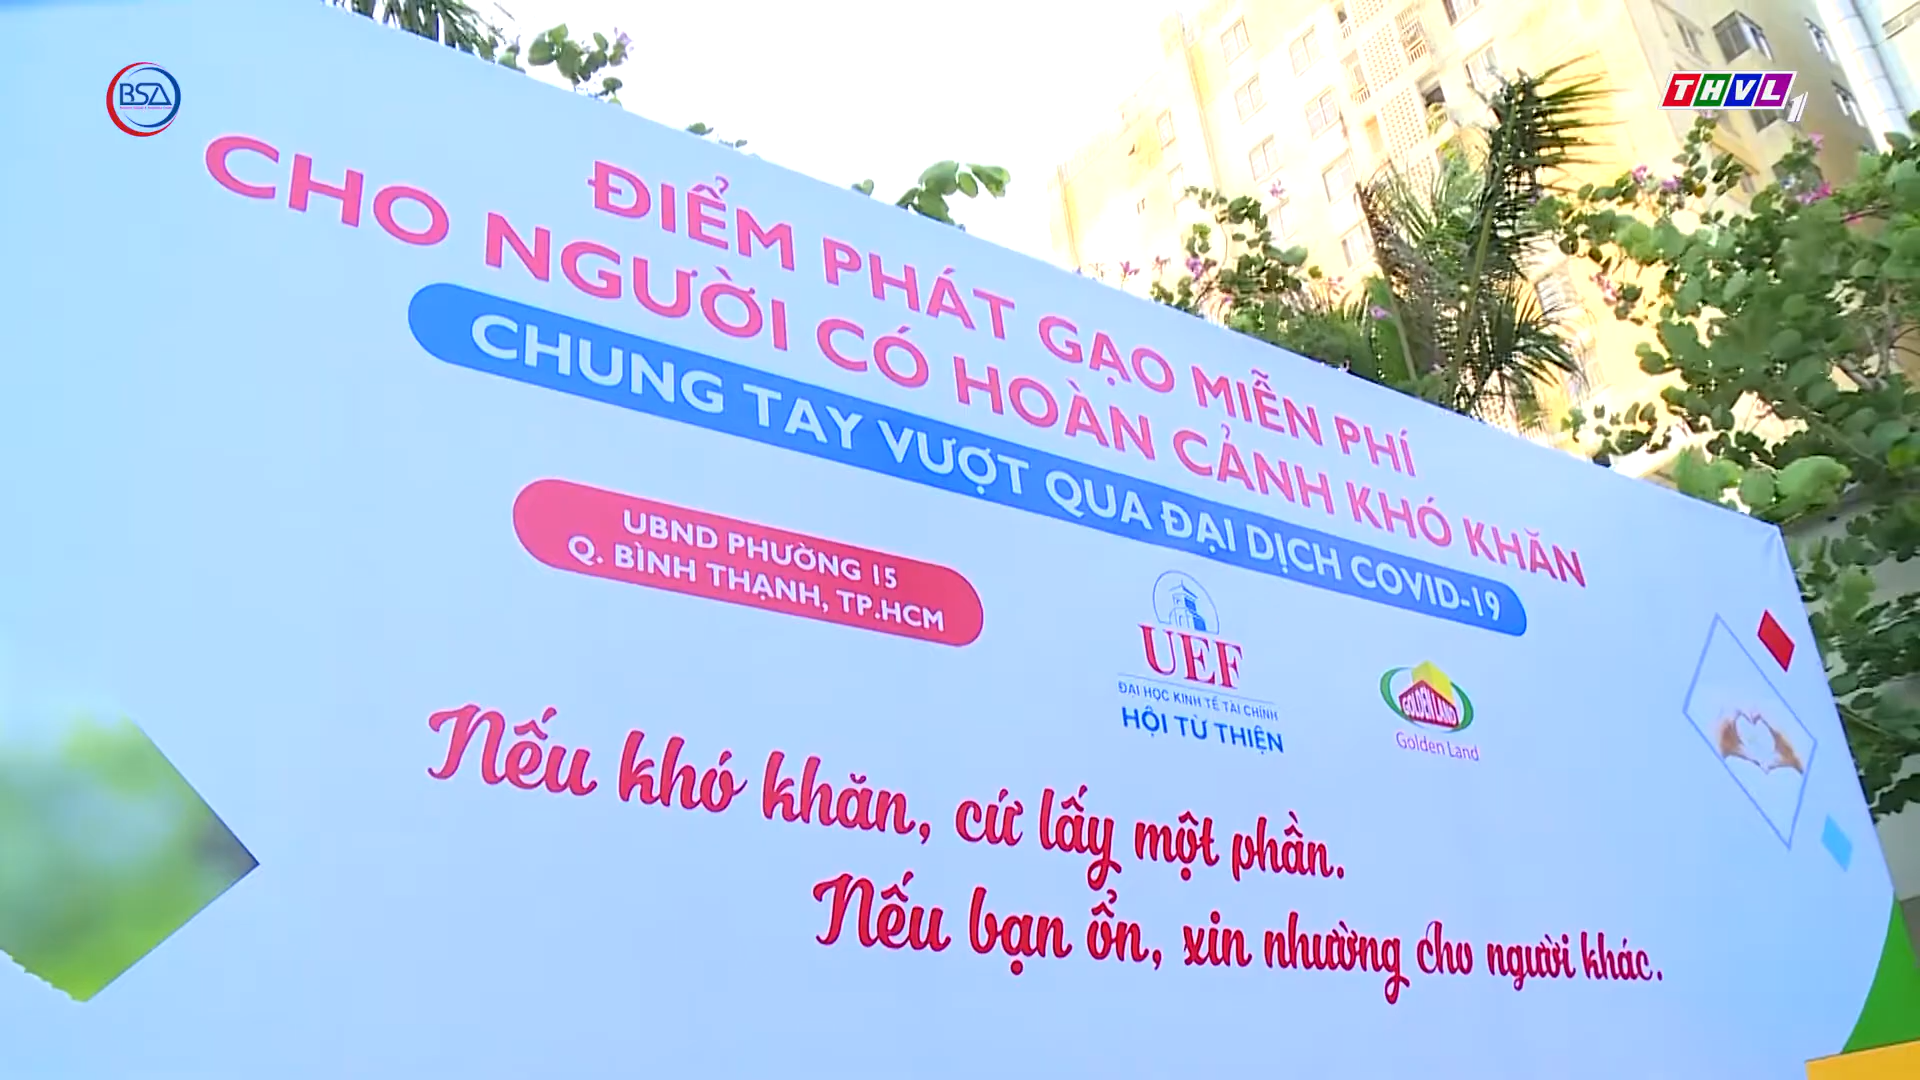 BSA
THVL1
ĐIỂM PHÁT GẠO MIỄN PHÍ
CHO NGƯỜI CÓ HOÀN CẢNH KHÓ KHĂN
CHUNG TAY VƯỢT QUA ĐẠI DỊCH COVID-19
UBND PHƯỜNG 15
Q. BÌNH THẠNH, TP.HCM
UEF
ĐẠI HỌC KINH TẾ TÀI CHÍNH
HỘI TỪ THIỆN
GOLDEN LAND
Golden Land
Nếu khó khăn, cứ lấy một phần.
Nếu bạn ổn, xin nhường cho người khác.